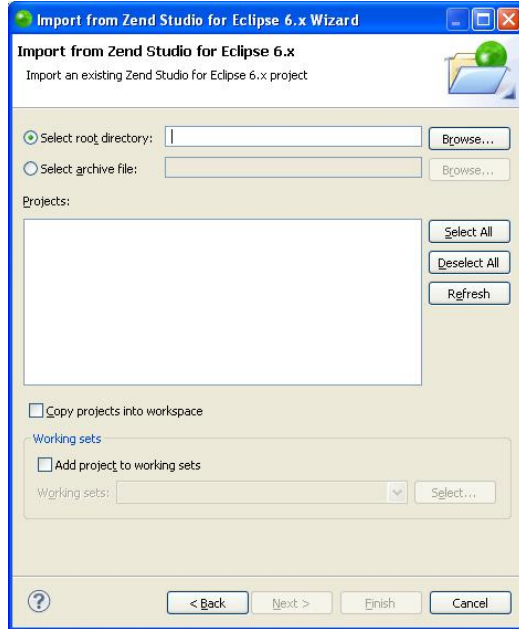 Import from Zend Studio for Eclipse 6.x Wizard
Import from Zend Studio for Eclipse 6.x
Import an existing Zend Studio for Eclipse 6.x project
Select root directory:
Browse...
Select archive file:
Browse...
Projects:
Select All
Deselect All
Refresh
Copy projects into workspace
Working sets
Add project to working sets
Working sets:
Select...
?
< Back
Next >
Finish
Cancel